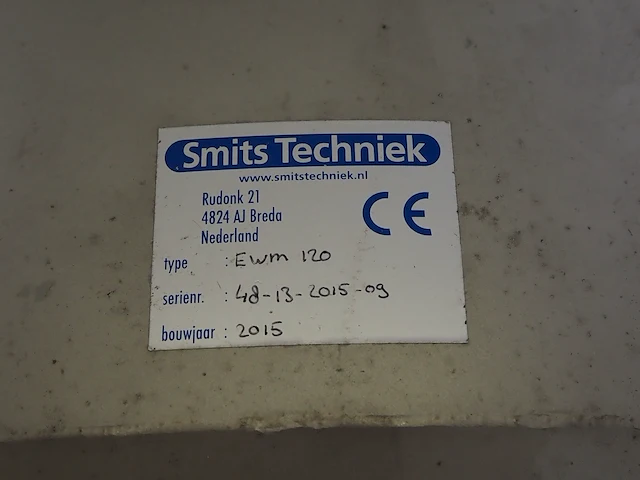 Smits Techniek
www.smitstechniek.nl
Rudonk 21
4824 AJ Breda
Nederland
CE
type : EWM 120
serienr. : 48-13-2015-09
bouwjaar : 2015